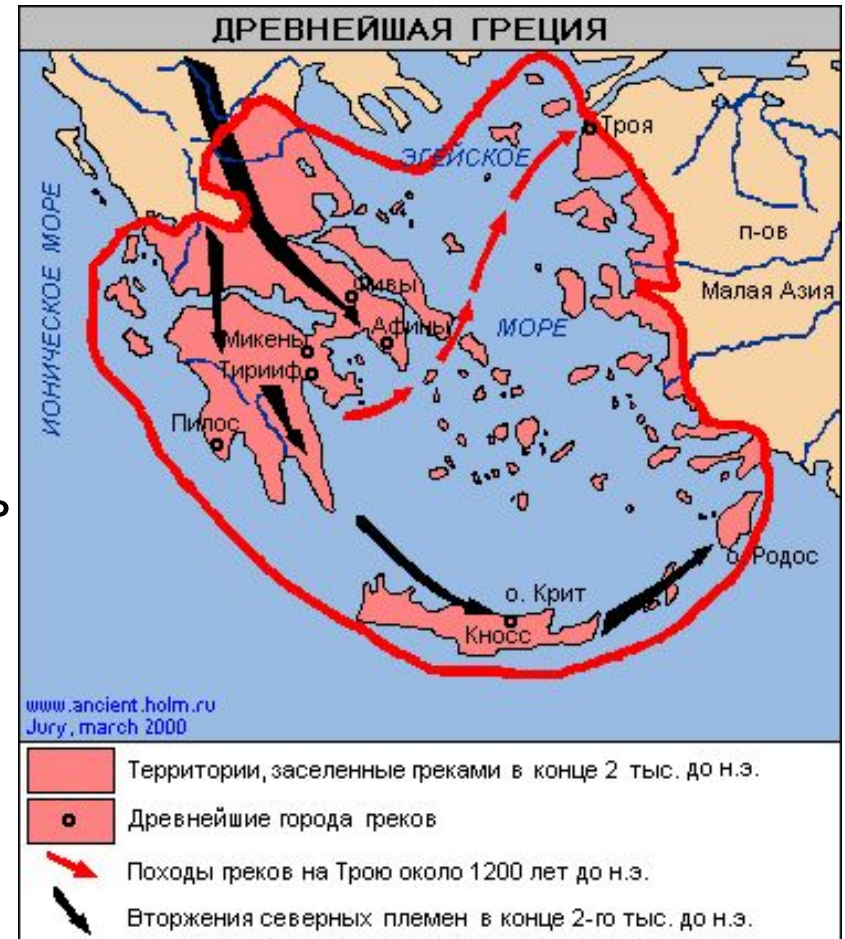 ДРЕВНЕЙШАЯ ГРЕЦИЯ
Троя
ЭГЕЙСКОЕ
п-ов
ИОНИЧЕСКОЕ МОРЕ
Малая Азия
Фивы
МОРЕ
Афины
Микены
Тирииф
Пилос
ь
о. Родос
о. Крит
Кносс
www.ancient.holm.ru
Jury, march 2000
Территории, заселенные греками в конце 2 тыс. до н.э.
Древнейшие города греков
Походы греков на Трою около 1200 лет до н.э.
Вторжения северных племен в конце 2-го тыс. до н.э.